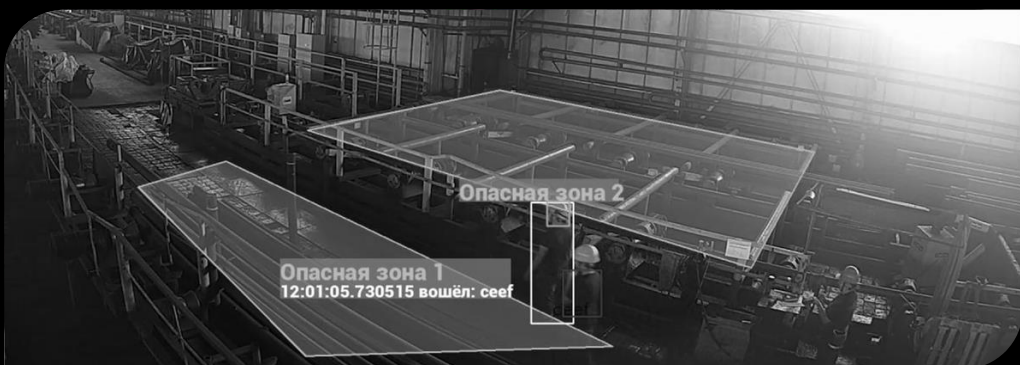 Опасная зона 2
Опасная зона 1
12:01:05.730515 вошёл: ceef